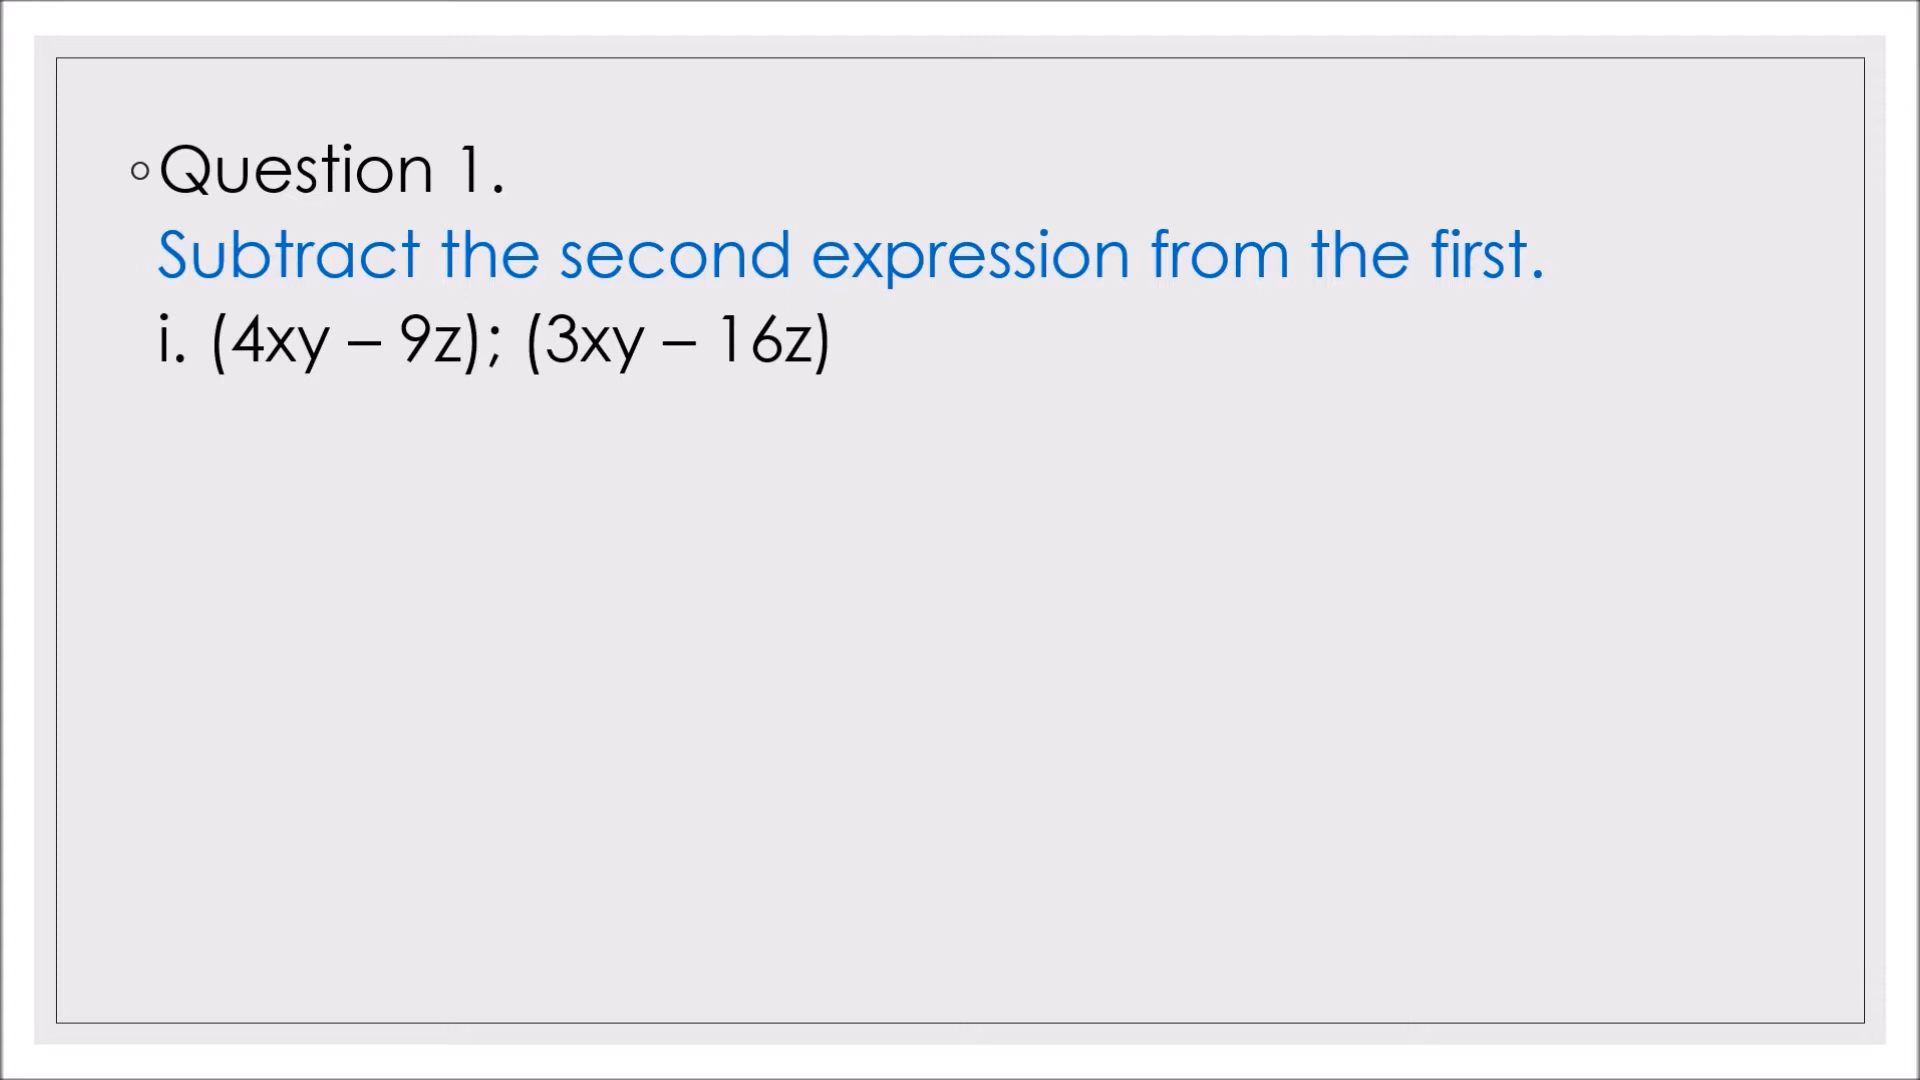 ◦Question 1.
Subtract the second expression from the first.
i. (4xy – 9z); (3xy – 16z)